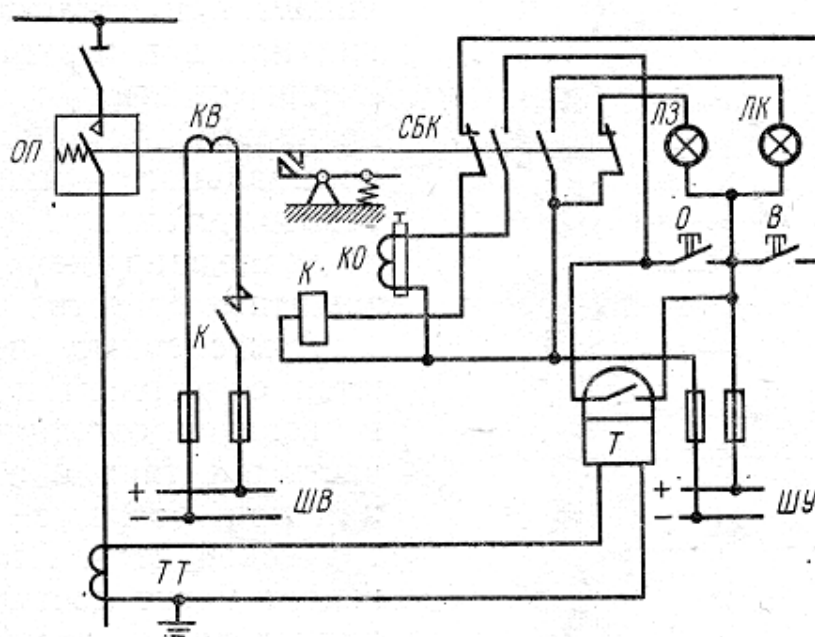 КВ
СБК
ЛЗ
ЛК
ОП
О
В
КО
К
К
Т
+
ШВ
-
+
ШУ
-
ТТ